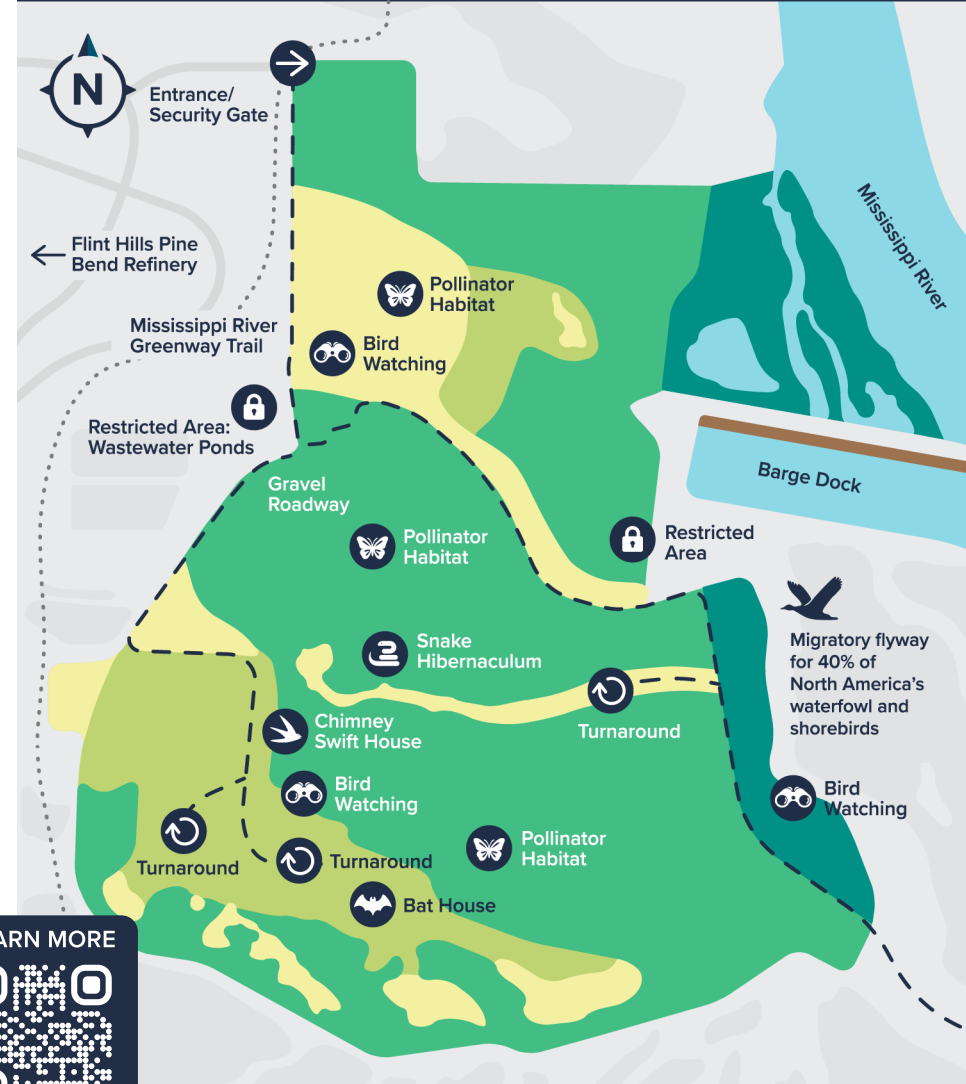 N
Entrance/
Security Gate
Flint Hills Pine
Bend Refinery
Mississippi River
Pollinator
Habitat
Mississippi River
Greenway Trail
Bird
Watching
Restricted Area:
Wastewater Ponds
Barge Dock
Gravel
Roadway
Pollinator
Habitat
Restricted
Area
Snake
Hibernaculum
Migratory flyway
for 40% of
North America's
waterfowl and
shorebirds
Chimney
Swift House
Turnaround
Bird
Watching
Bird
Watching
Pollinator
Habitat
Turnaround
Turnaround
Bat House
MORE